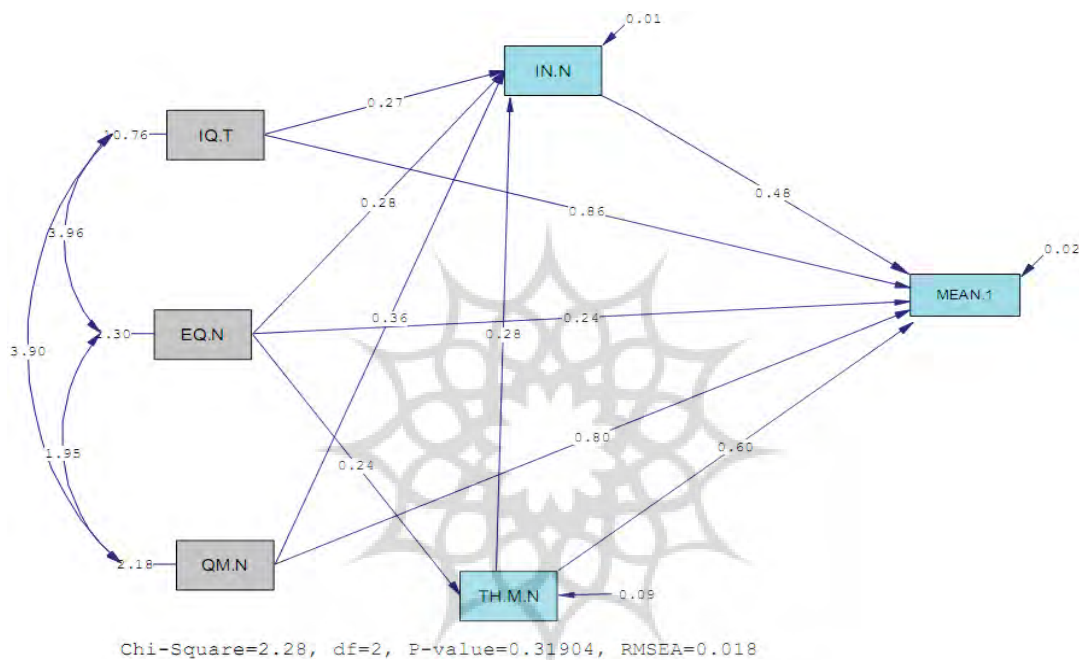 0.01
IN.N
0.27
10.76
IQ.T
0.28
0.48
0.86
3.96
0.02
MEAN.1
0.36
0.24
0.28
2.30
EQ.N
3.90
0.80
1.95
0.60
0.24
2.18
QM.N
TH.M.N
0.09
Chi-Square=2.28, df=2, P-value=0.31904, RMSEA=0.018